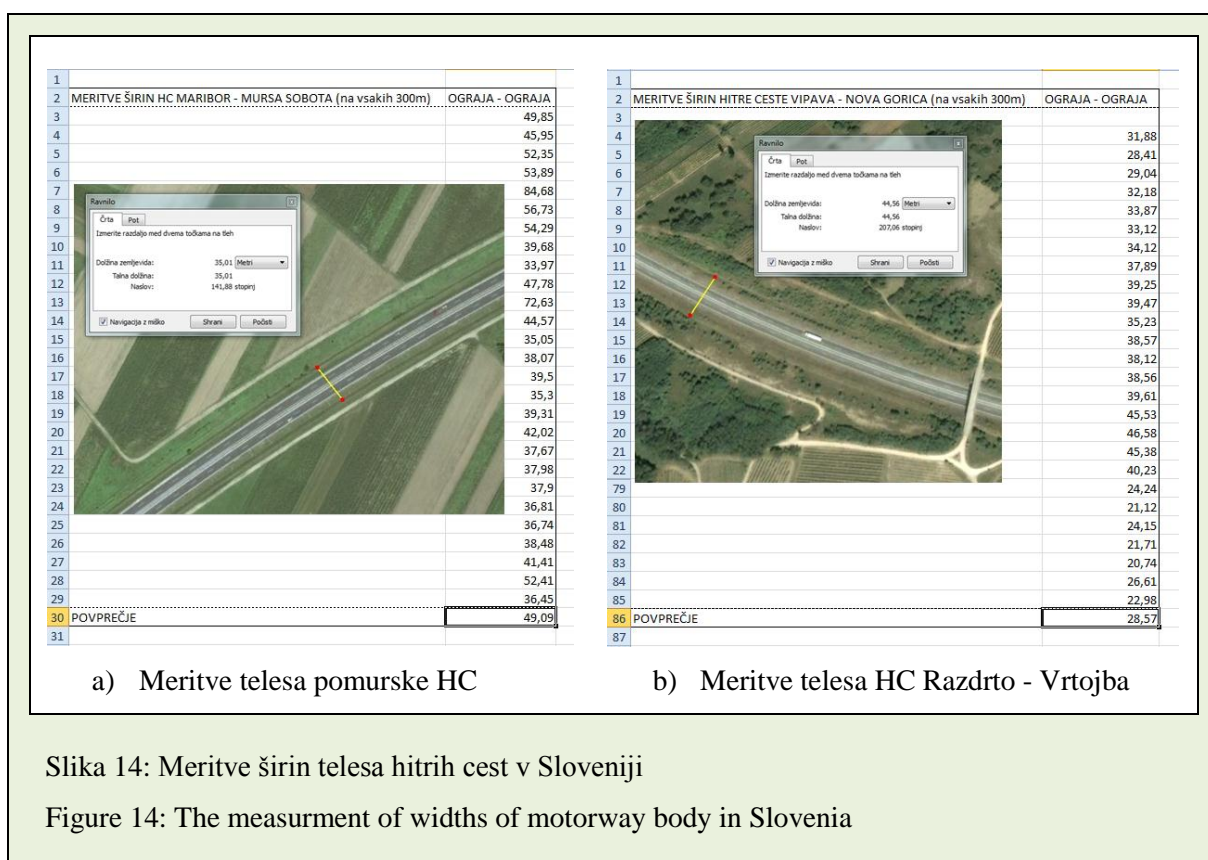 1
2 MERITVE ŠIRIN HC MARIBOR - MURSA SOBOTA (na vsakih 300m) OGRAJA - OGRAJA
3 49,85
4 45,95
5 52,35
6 53,89
7 84,68
8 56,73
9 54,29
10 39,68
11 33,97
12 47,78
13 72,63
14 44,57
15 35,05
16 38,07
17 39,5
18 35,3
19 39,31
20 42,02
21 37,67
22 37,98
23 37,9
24 36,81
25 36,74
26 38,48
27 41,41
28 52,41
29 36,45
30 POVPREČJE 49,09
31
Ravnilo
Črta Pot
Izmerite razdaljo med dvema točkama na tleh
Dolžina zemljevida: 35,01 Metri
Talna dolžina: 35,01
Naslov: 141,88 stopinj
Navigacija z miško Shrani Počisti
a) Meritve telesa pomurske HC
1
2 MERITVE ŠIRIN HITRE CESTE VIPAVA - NOVA GORICA (na vsakih 300m) OGRAJA - OGRAJA
3
4 31,88
5 28,41
6 29,04
7 32,18
8 33,87
9 33,12
10 34,12
11 37,89
12 39,25
13 39,47
14 35,23
15 38,57
16 38,12
17 38,56
18 39,61
19 45,53
20 46,58
21 45,38
22 40,23
79 24,24
80 21,12
81 24,15
82 21,71
83 20,74
84 26,61
85 22,98
86 POVPREČJE 28,57
87
Ravnilo
Črta Pot
Izmerite razdaljo med dvema točkama na tleh
Dolžina zemljevida: 44,56 Metri
Talna dolžina: 44,56
Naslov: 207,06 stopinj
Navigacija z miško Shrani Počisti
b) Meritve telesa HC Razdrto - Vrtojba
Slika 14: Meritve širin telesa hitrih cest v Sloveniji
Figure 14: The measurment of widths of motorway body in Slovenia